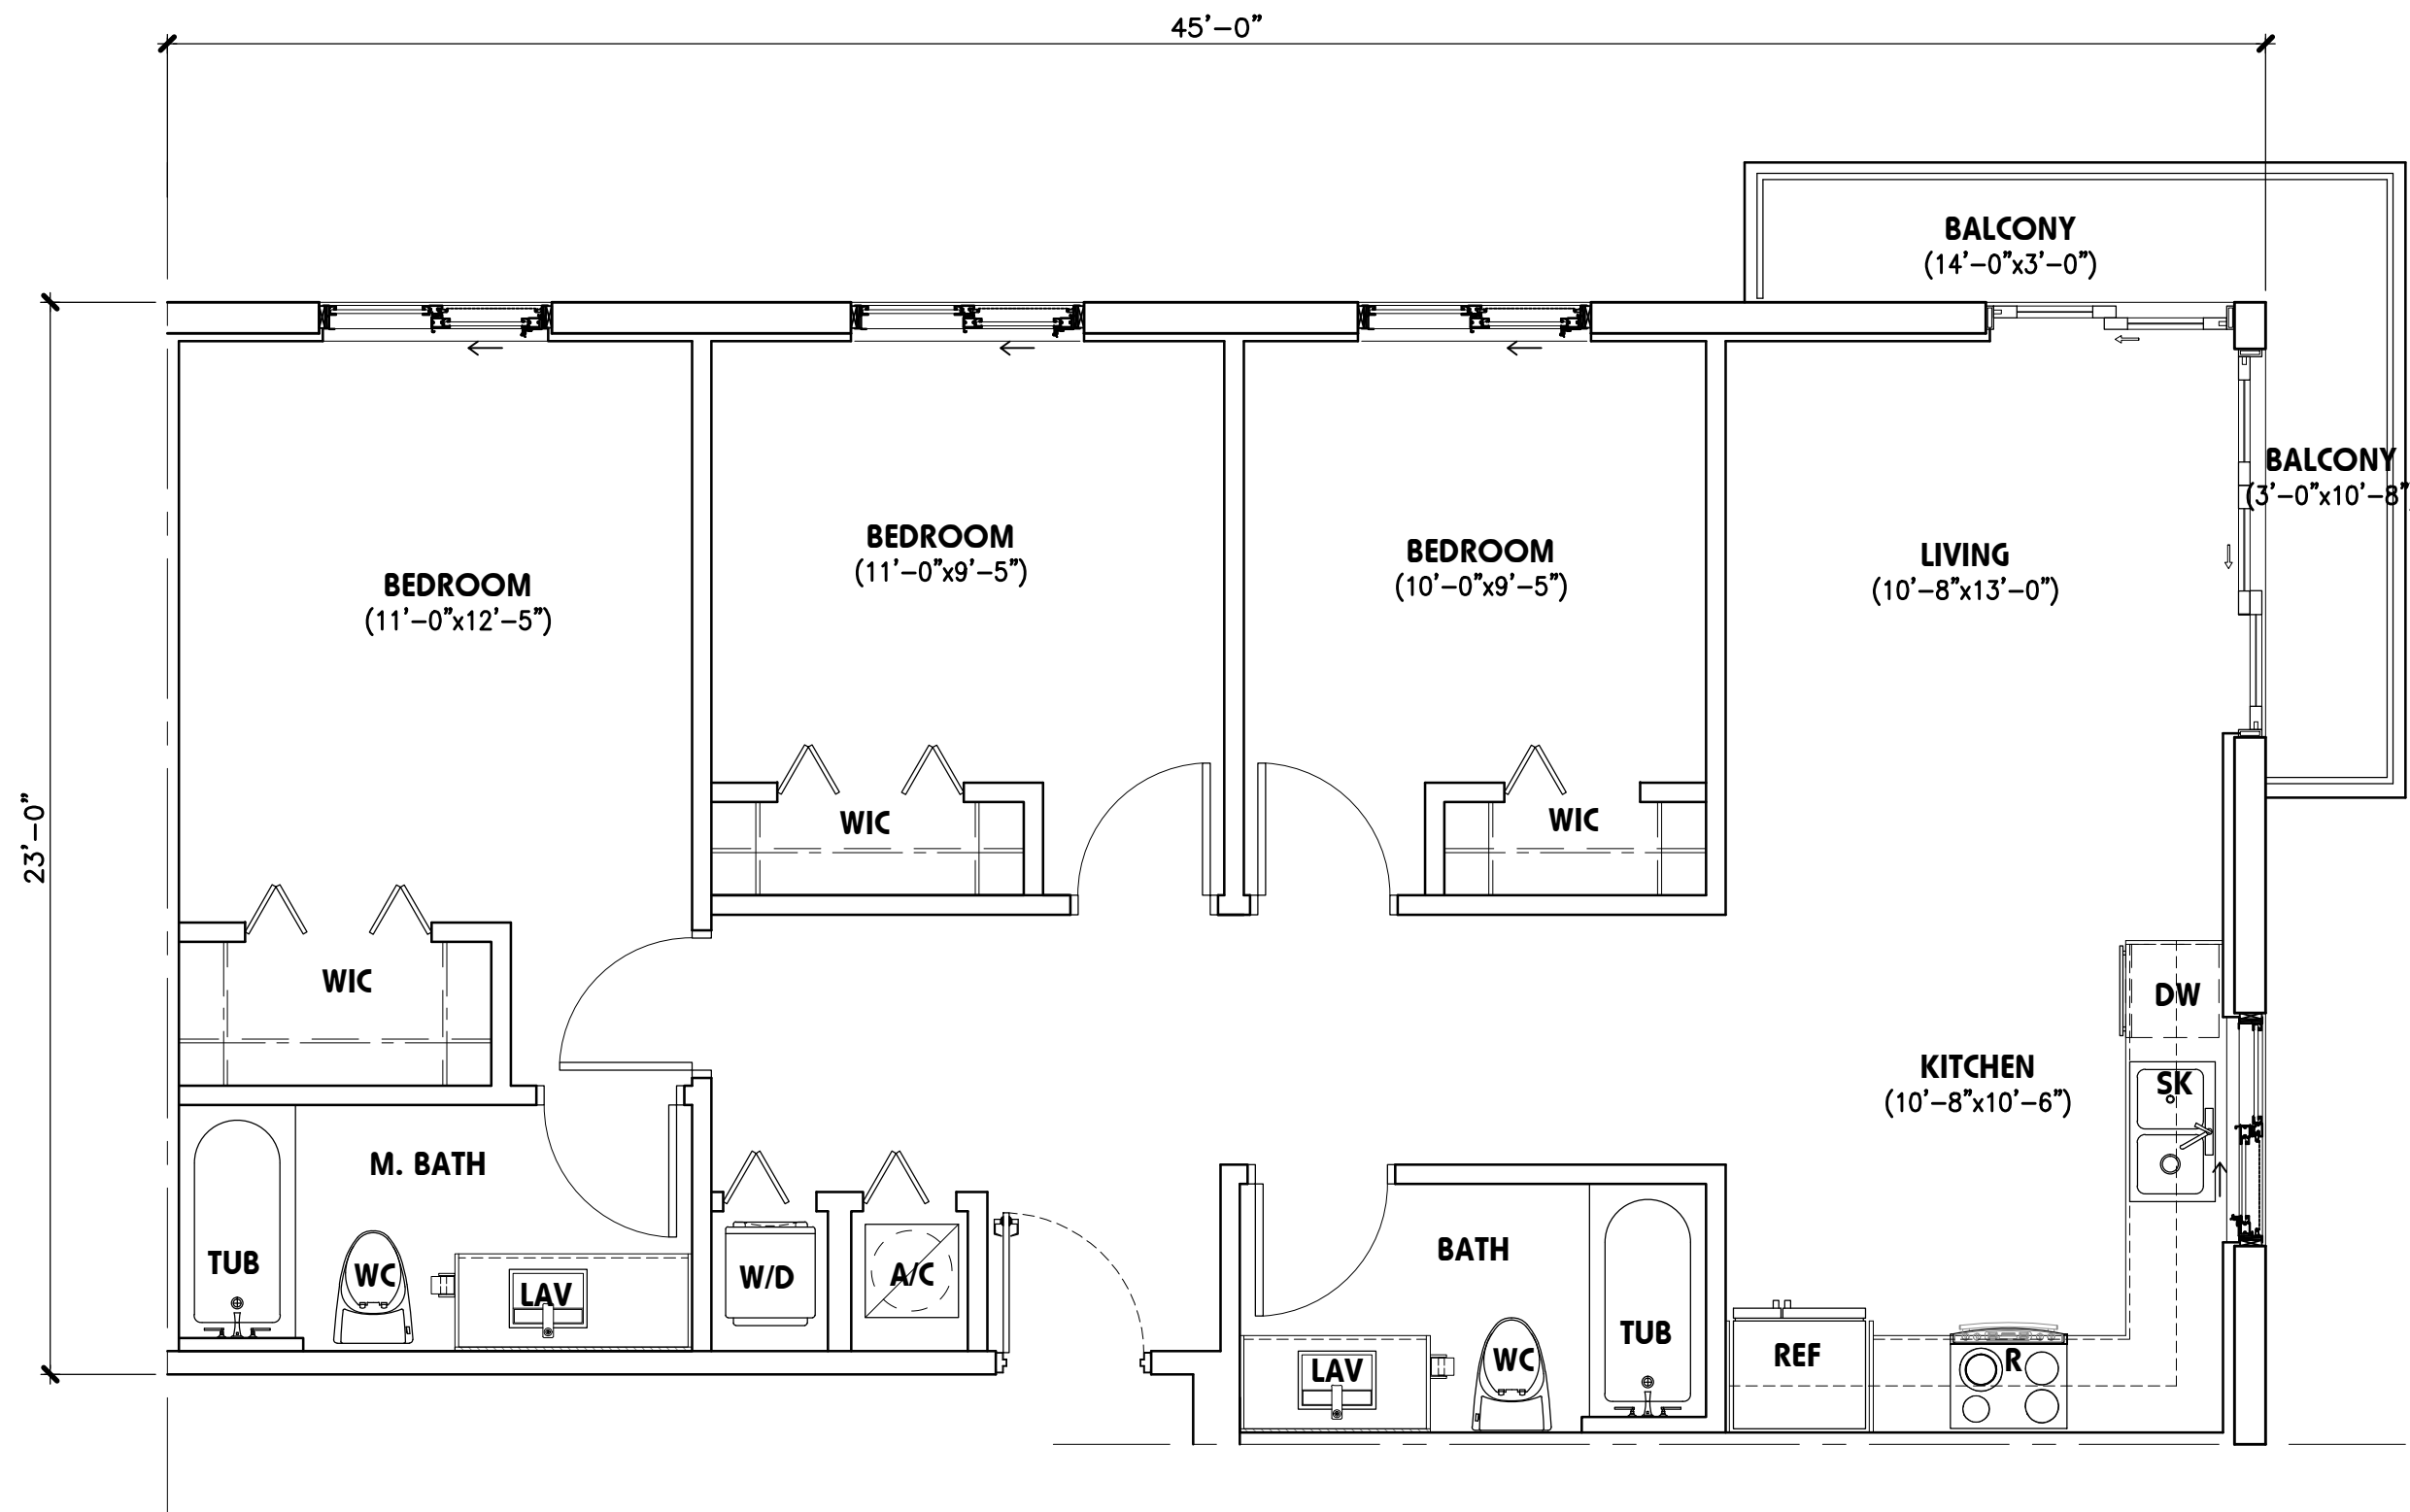 45'-0"
BALCONY
(14'-0"x3'-0")
BALCONY
(3'-0"x10'-8"
BEDROOM
(11'-0"x9'-5")
BEDROOM
(10'-0"x9'-5")
LIVING
(10'-8"x13'-0")
BEDROOM
(11'-0"x12'-5")
23'-0"
WIC
WIC
WIC
DW
KITCHEN
(10'-8"x10'-6")
SK
M. BATH
TUB
WC
LAV
W/D
A/C
BATH
LAV
WC
TUB
REF
R